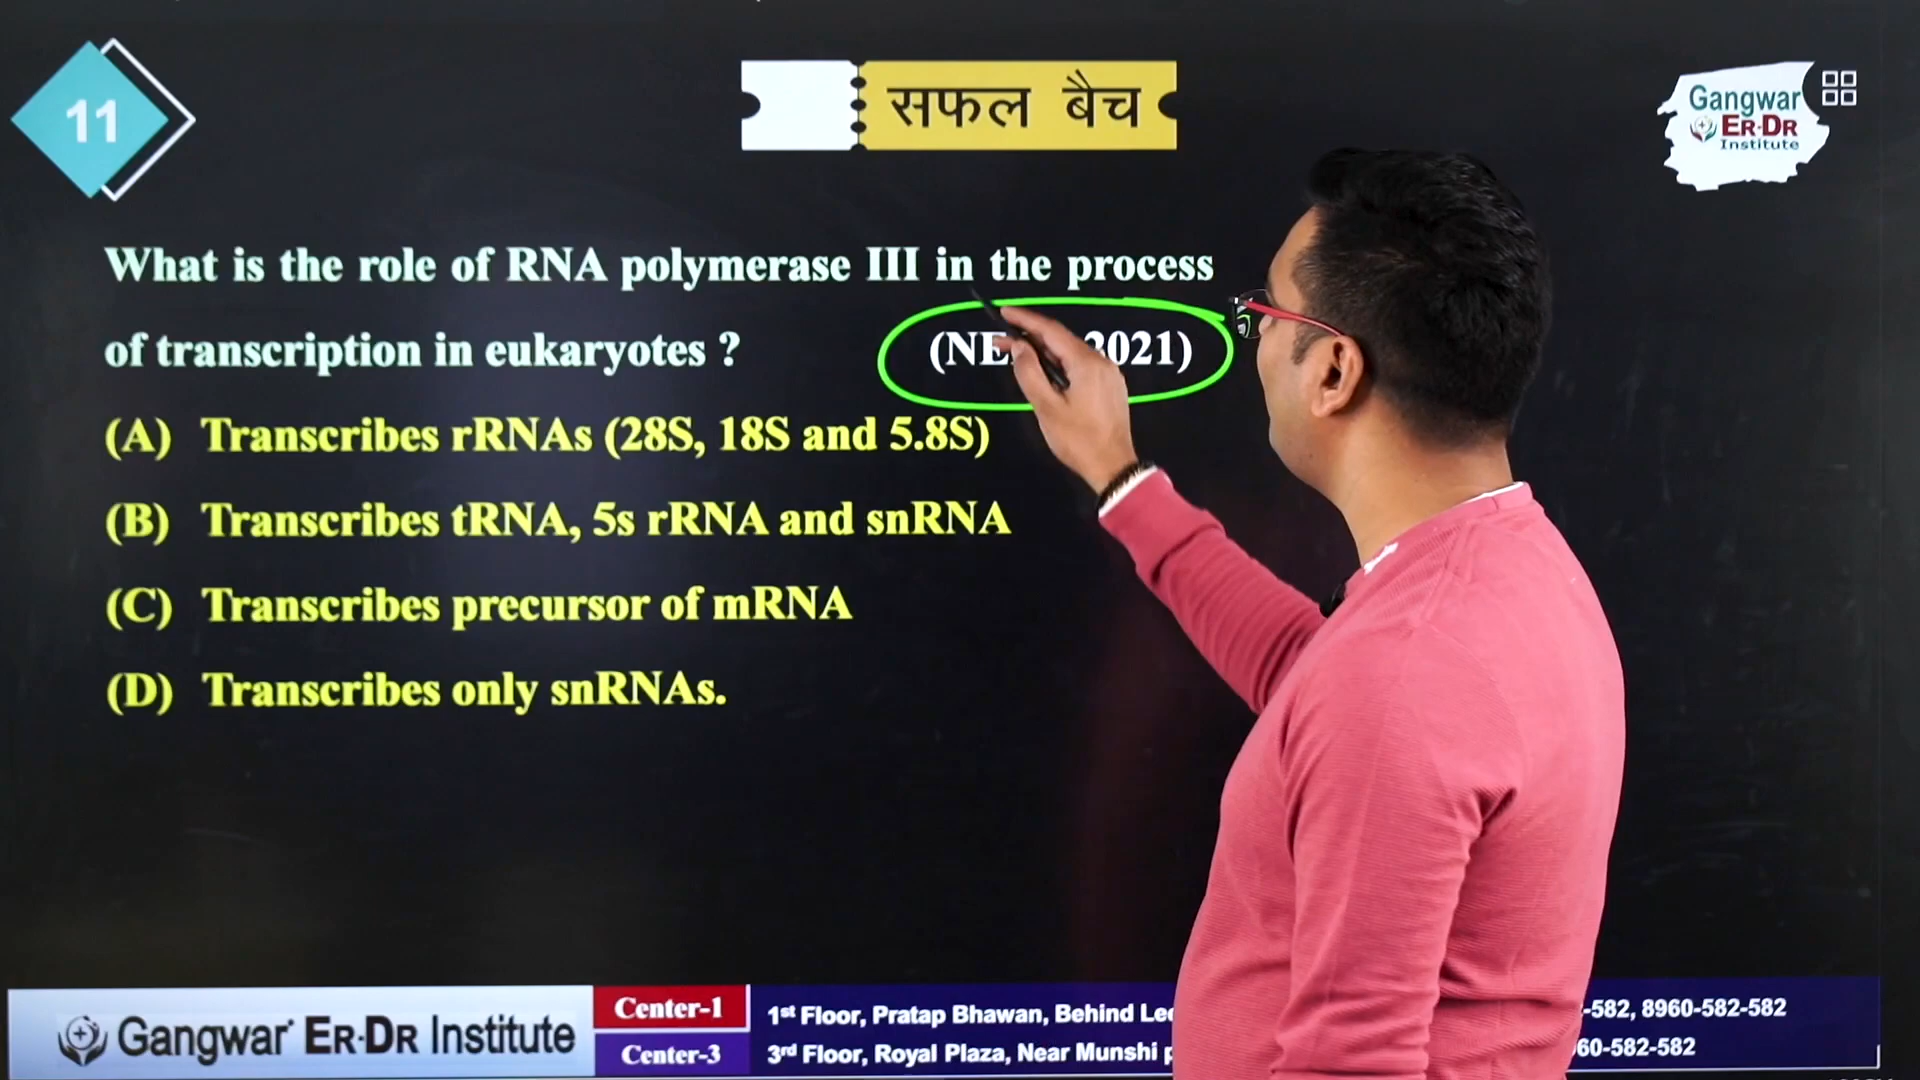 11
सफल बैच
Gangwar
ER-DR
Institute
What is the role of RNA polymerase III in the process
of transcription in eukaryotes ?
2021)
(A) Transcribes rRNAs (28S, 18S and 5.8S)
(B) Transcribes tRNA, 5s rRNA and snRNA
(C) Transcribes precursor of mRNA
(D) Transcribes only snRNAs.
Gangwar ER-DR Institute
Center-1
1st Floor, Pratap Bhawan, Behind
-582, 8960-582-582
Center-3
3rd Floor, Royal Plaza, Near Munshi
60-582-582